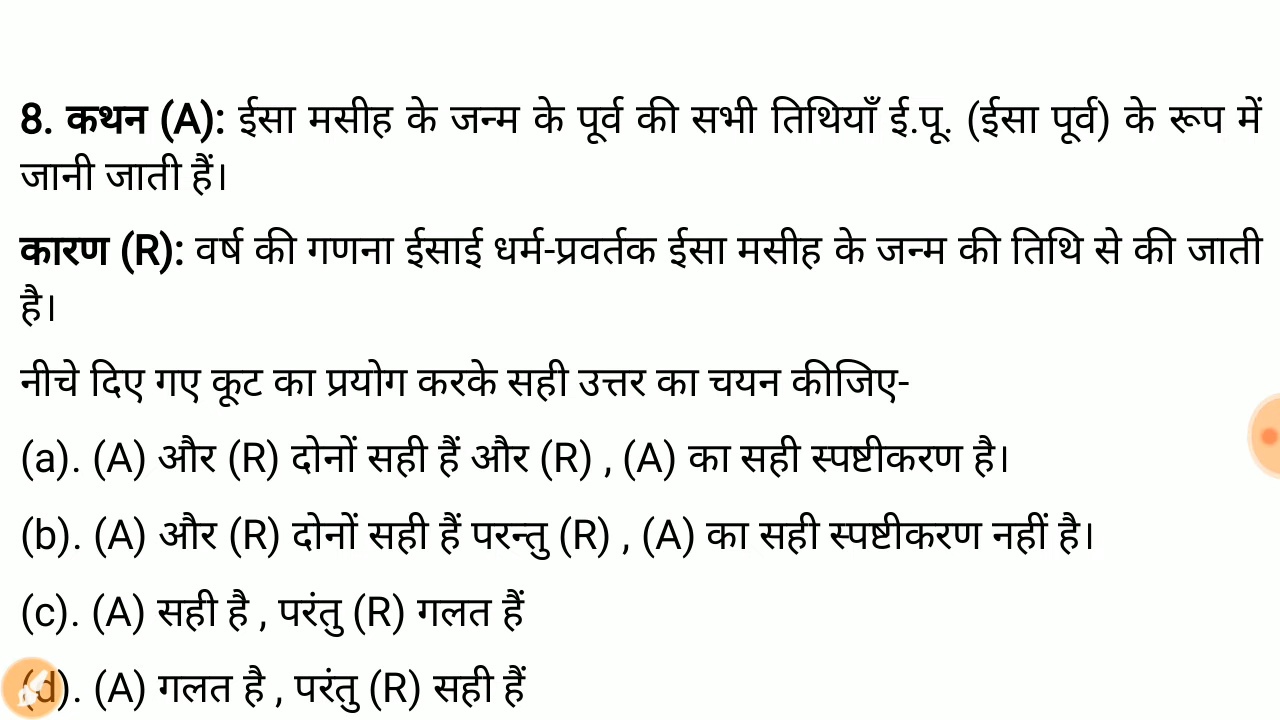 8. कथन (A): ईसा मसीह के जन्म के पूर्व की सभी तिथियाँ ई.पू. (ईसा पूर्व) के रूप में
जानी जाती हैं।
कारण (R): वर्ष की गणना ईसाई धर्म-प्रवर्तक ईसा मसीह के जन्म की तिथि से की जाती
है।
नीचे दिए गए कूट का प्रयोग करके सही उत्तर का चयन कीजिए-
(a). (A) और (R) दोनों सही हैं और (R) , (A) का सही स्पष्टीकरण है।
(b). (A) और (R) दोनों सही हैं परन्तु (R) , (A) का सही स्पष्टीकरण नहीं है।
(c). (A) सही है , परंतु (R) गलत हैं
(d). (A) गलत है , परंतु (R) सही हैं